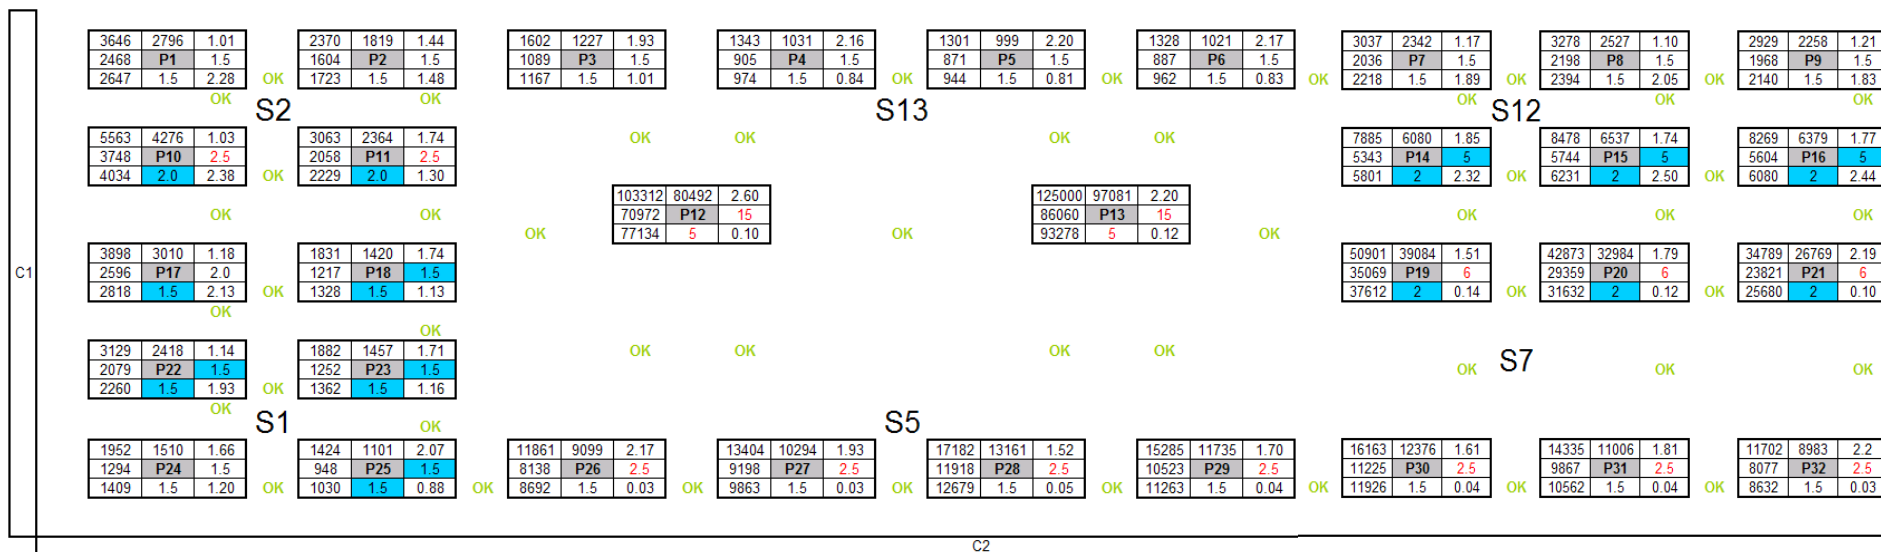 3646 2796 1.01 2370 1819 1.44 1602 1227 1.93 1343 1031 2.16 1301 999 2.20 1328 1021 2.17 3037 2342 1.17 3278 2527 1.10 2929 2258 1.21
2468 P1 1.5 1604 P2 1.5 1089 P3 1.5 905 P4 1.5 871 P5 1.5 887 P6 1.5 2036 P7 1.5 2198 P8 1.5 1968 P9 1.5
2647 1.5 2.28 OK 1723 1.5 1.48 1167 1.5 1.01 974 1.5 0.84 OK 944 1.5 0.81 OK 962 1.5 0.83 OK 2218 1.5 1.89 OK 2394 1.5 2.05 OK 2140 1.5 1.83
OK OK OK OK OK
S2 S13 S12
5563 4276 1.03 3063 2364 1.74 OK OK OK OK 7885 6080 1.85 8478 6537 1.74 8269 6379 1.77
3748 P10 2.5 2058 P11 2.5 5343 P14 5 5744 P15 5 5604 P16 5
4034 2.0 2.38 OK 2229 2.0 1.30 5801 2 2.32 OK 6231 2 2.50 OK 6080 2 2.44
103312 80492 2.60 125000 97081 2.20
OK OK 70972 P12 15 86060 P13 15 OK OK OK
OK 77134 5 0.10 OK 93278 5 0.12 OK
3898 3010 1.18 1831 1420 1.74 50901 39084 1.51 42873 32984 1.79 34789 26769 2.19
C1 2596 P17 2.0 1217 P18 1.5 35069 P19 6 29359 P20 6 23821 P21 6
2818 1.5 2.13 OK 1328 1.5 1.13 37612 2 0.14 OK 31632 2 0.12 OK 25680 2 0.10
OK OK
3129 2418 1.14 1882 1457 1.71 OK OK OK OK
2079 P22 1.5 1252 P23 1.5 OK S7 OK OK
2260 1.5 1.93 OK 1362 1.5 1.16
OK
S1 OK S5
1952 1510 1.66 1424 1101 2.07 11861 9099 2.17 13404 10294 1.93 17182 13161 1.52 15285 11735 1.70 16163 12376 1.61 14335 11006 1.81 11702 8983 2.2
1294 P24 1.5 948 P25 1.5 8138 P26 2.5 9198 P27 2.5 11918 P28 2.5 10523 P29 2.5 11225 P30 2.5 9867 P31 2.5 8077 P32 2.5
1409 1.5 1.20 OK 1030 1.5 0.88 OK 8692 1.5 0.03 OK 9863 1.5 0.03 OK 12679 1.5 0.05 OK 11263 1.5 0.04 OK 11926 1.5 0.04 OK 10562 1.5 0.04 OK 8632 1.5 0.03
C2